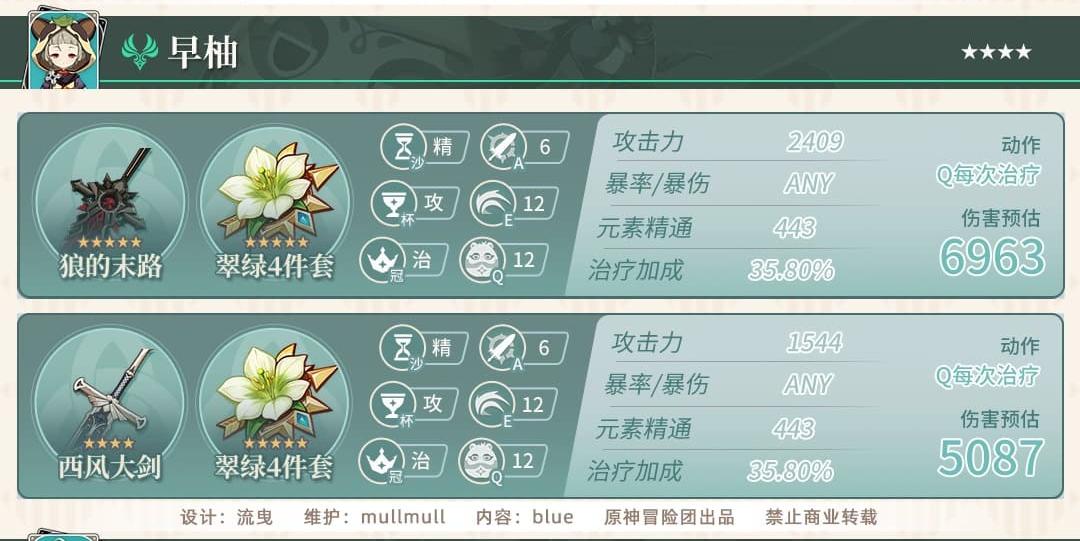 早柚
狼的末路
翠绿4件套
沙 精
A 6
杯 攻
E 12
冠 治
Q 12
攻击力 2409
暴率/暴伤 ANY
元素精通 443
治疗加成 35.80%
动作
Q每次治疗
伤害预估
6963
西风大剑
翠绿4件套
沙 精
A 6
杯 攻
E 12
冠 治
Q 12
攻击力 1544
暴率/暴伤 ANY
元素精通 443
治疗加成 35.80%
动作
Q每次治疗
伤害预估
5087
设计：流曳 维护：mullmull 内容：blue 原神冒险团出品 禁止商业转载